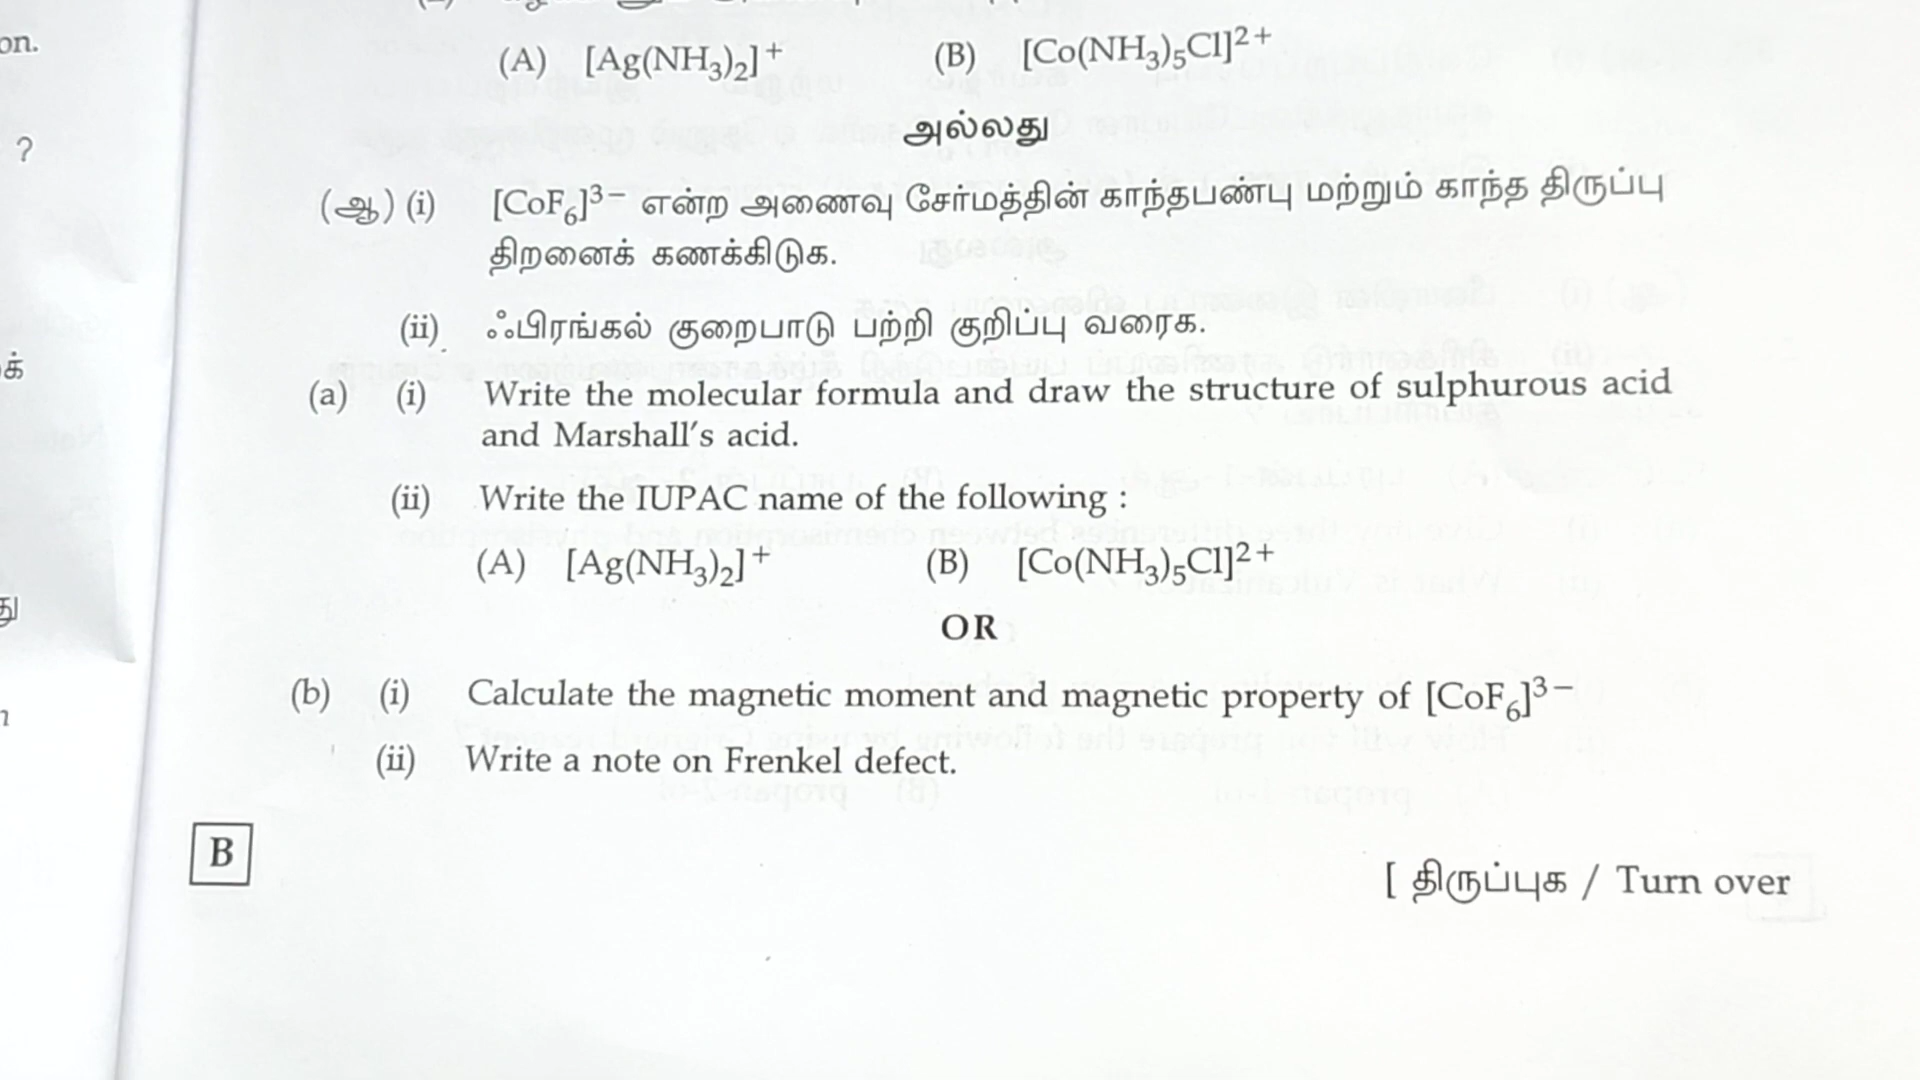 on.
(A) [Ag(NH₃)₂]⁺ (B) [Co(NH₃)₅Cl]²⁺
?
அல்லது
(ஆ) (i) [CoF₆]³⁻ என்ற அணைவு சேர்மத்தின் காந்தபண்பு மற்றும் காந்த திருப்பு
திறனைக் கணக்கிடுக.
(ii) ஃபிரங்கல் குறைபாடு பற்றி குறிப்பு வரைக.
(a) (i) Write the molecular formula and draw the structure of sulphurous acid
and Marshall's acid.
(ii) Write the IUPAC name of the following :
(A) [Ag(NH₃)₂]⁺ (B) [Co(NH₃)₅Cl]²⁺
OR
(b) (i) Calculate the magnetic moment and magnetic property of [CoF₆]³⁻
(ii) Write a note on Frenkel defect.
B
[ திருப்புக / Turn over